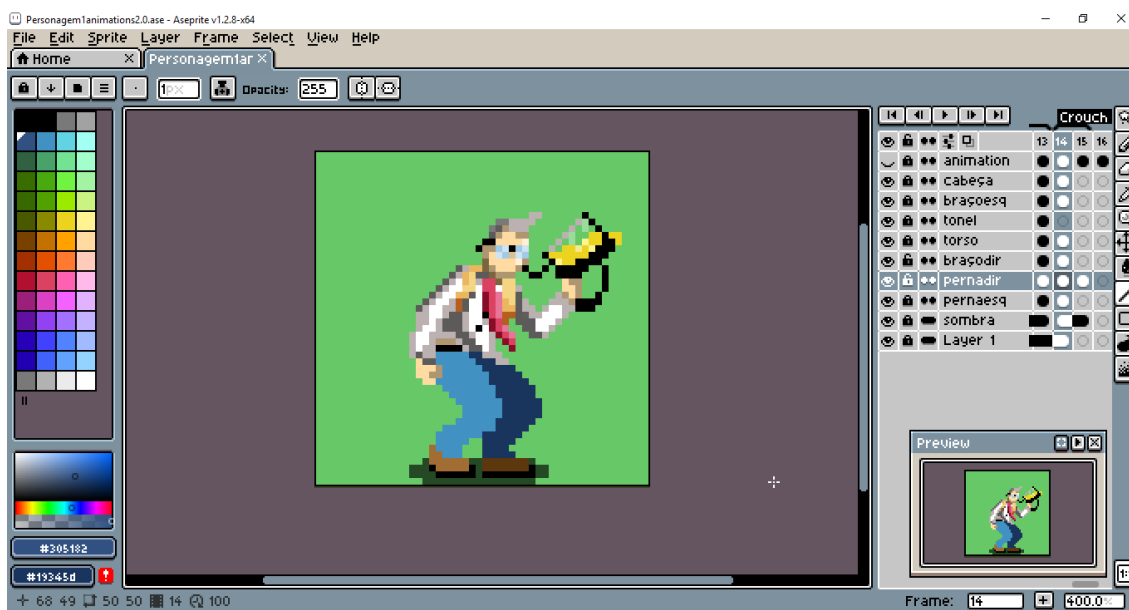 Personagem1animations2.0.ase - Aseprite v1.2.8-x64
File Edit Sprite Layer Frame Select View Help
Home Personagem1ar
1px Opacity: 255
Crouch
13 14 15 16
animation
cabeça
braçoesq
tonel
torso
braçodir
pernadir
pernaesq
sombra
Layer 1
Preview
#305182
#19345d
68 49 50 50 14 100
Frame: 14 400.0%
1: